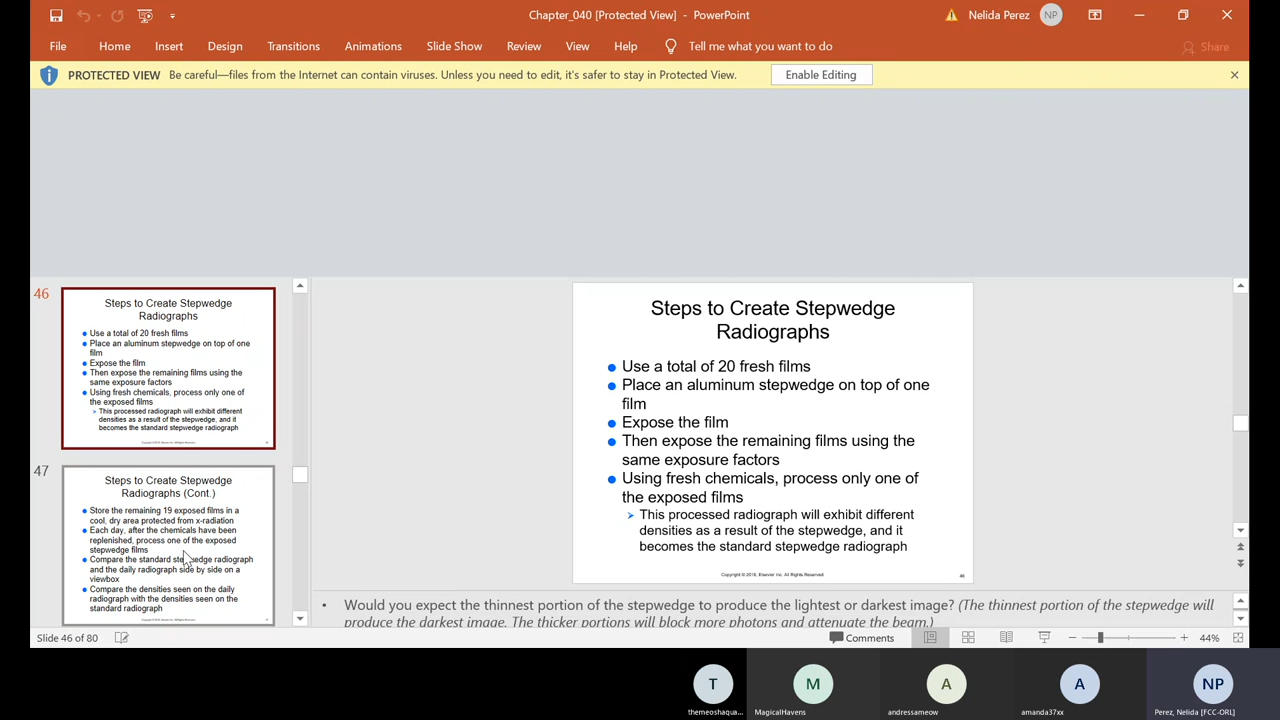 Chapter_040 [Protected View] - PowerPoint
Nelida Perez NP
File Home Insert Design Transitions Animations Slide Show Review View Help Tell me what you want to do Share
PROTECTED VIEW Be careful—files from the Internet can contain viruses. Unless you need to edit, it's safer to stay in Protected View. Enable Editing
46
Steps to Create Stepwedge
Radiographs
Use a total of 20 fresh films
Place an aluminum stepwedge on top of one
film
Expose the film
Then expose the remaining films using the
same exposure factors
Using fresh chemicals, process only one of
the exposed films
This processed radiograph will exhibit different
densities as a result of the stepwedge, and it
becomes the standard stepwedge radiograph
47
Steps to Create Stepwedge
Radiographs (Cont.)
Store the remaining 19 exposed films in a
cool, dry area protected from x-radiation
Each day, after the chemicals have been
replenished, process one of the exposed
stepwedge films
Compare the standard stepwedge radiograph
and the daily radiograph side by side on a
viewbox
Compare the densities seen on the daily
radiograph with the densities seen on the
standard radiograph
Steps to Create Stepwedge
Radiographs
Use a total of 20 fresh films
Place an aluminum stepwedge on top of one
film
Expose the film
Then expose the remaining films using the
same exposure factors
Using fresh chemicals, process only one of
the exposed films
This processed radiograph will exhibit different
densities as a result of the stepwedge, and it
becomes the standard stepwedge radiograph
Copyright © 2018, Elsevier Inc. All Rights Reserved.
46
• Would you expect the thinnest portion of the stepwedge to produce the lightest or darkest image? (The thinnest portion of the stepwedge will
produce the darkest image. The thicker portions will block more photons and attenuate the beam.)
Slide 46 of 80 Comments 44%
T M A A NP
themeoshaqua... MagicalHavens andressameow amanda37xx Perez, Nelida [FCC-ORL]